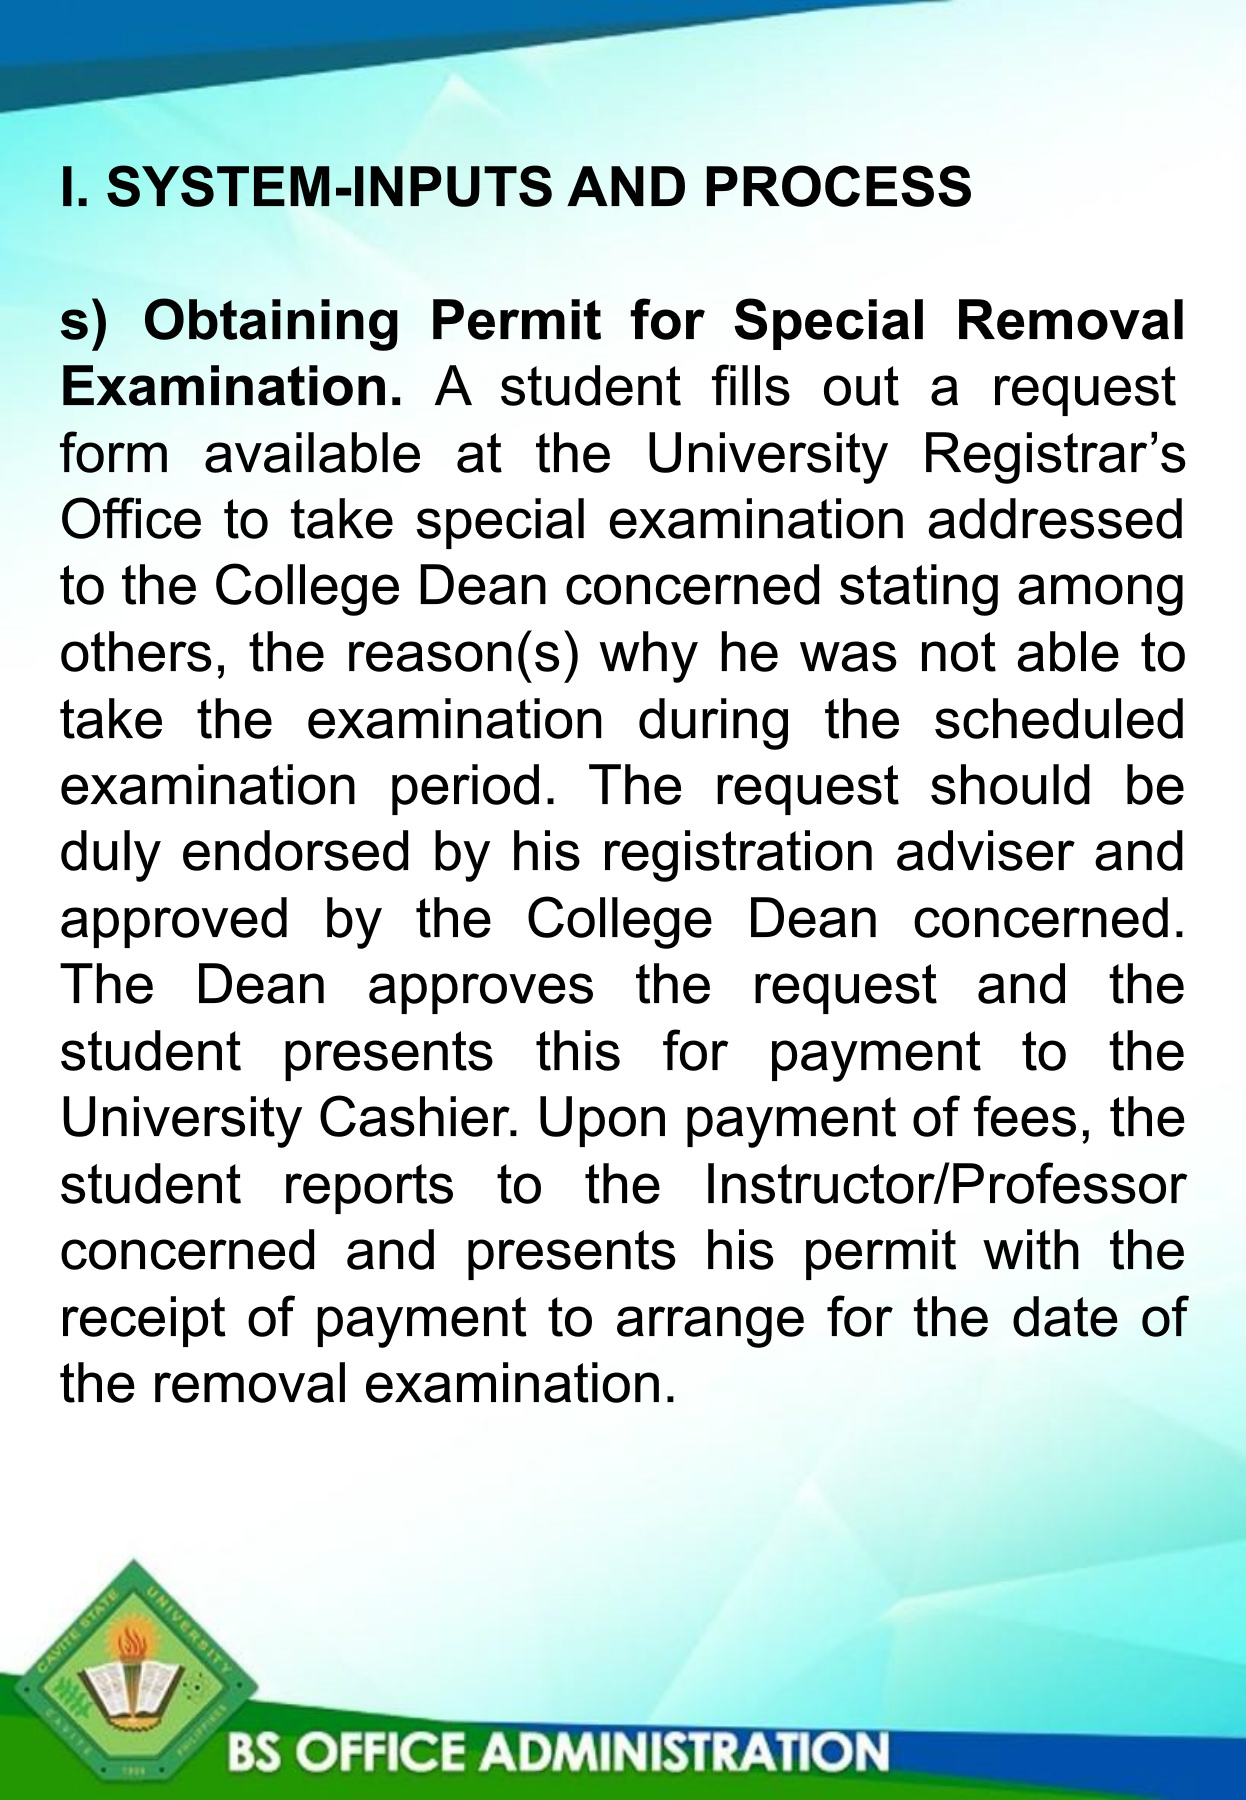 I. SYSTEM-INPUTS AND PROCESS
s) Obtaining Permit for Special Removal
Examination. A student fills out a request
form available at the University Registrar’s
Office to take special examination addressed
to the College Dean concerned stating among
others, the reason(s) why he was not able to
take the examination during the scheduled
examination period. The request should be
duly endorsed by his registration adviser and
approved by the College Dean concerned.
The Dean approves the request and the
student presents this for payment to the
University Cashier. Upon payment of fees, the
student reports to the Instructor/Professor
concerned and presents his permit with the
receipt of payment to arrange for the date of
the removal examination.
CAVITE STATE UNIVERSITY
CAVITE
PHILIPPINES
BS OFFICE ADMINISTRATION